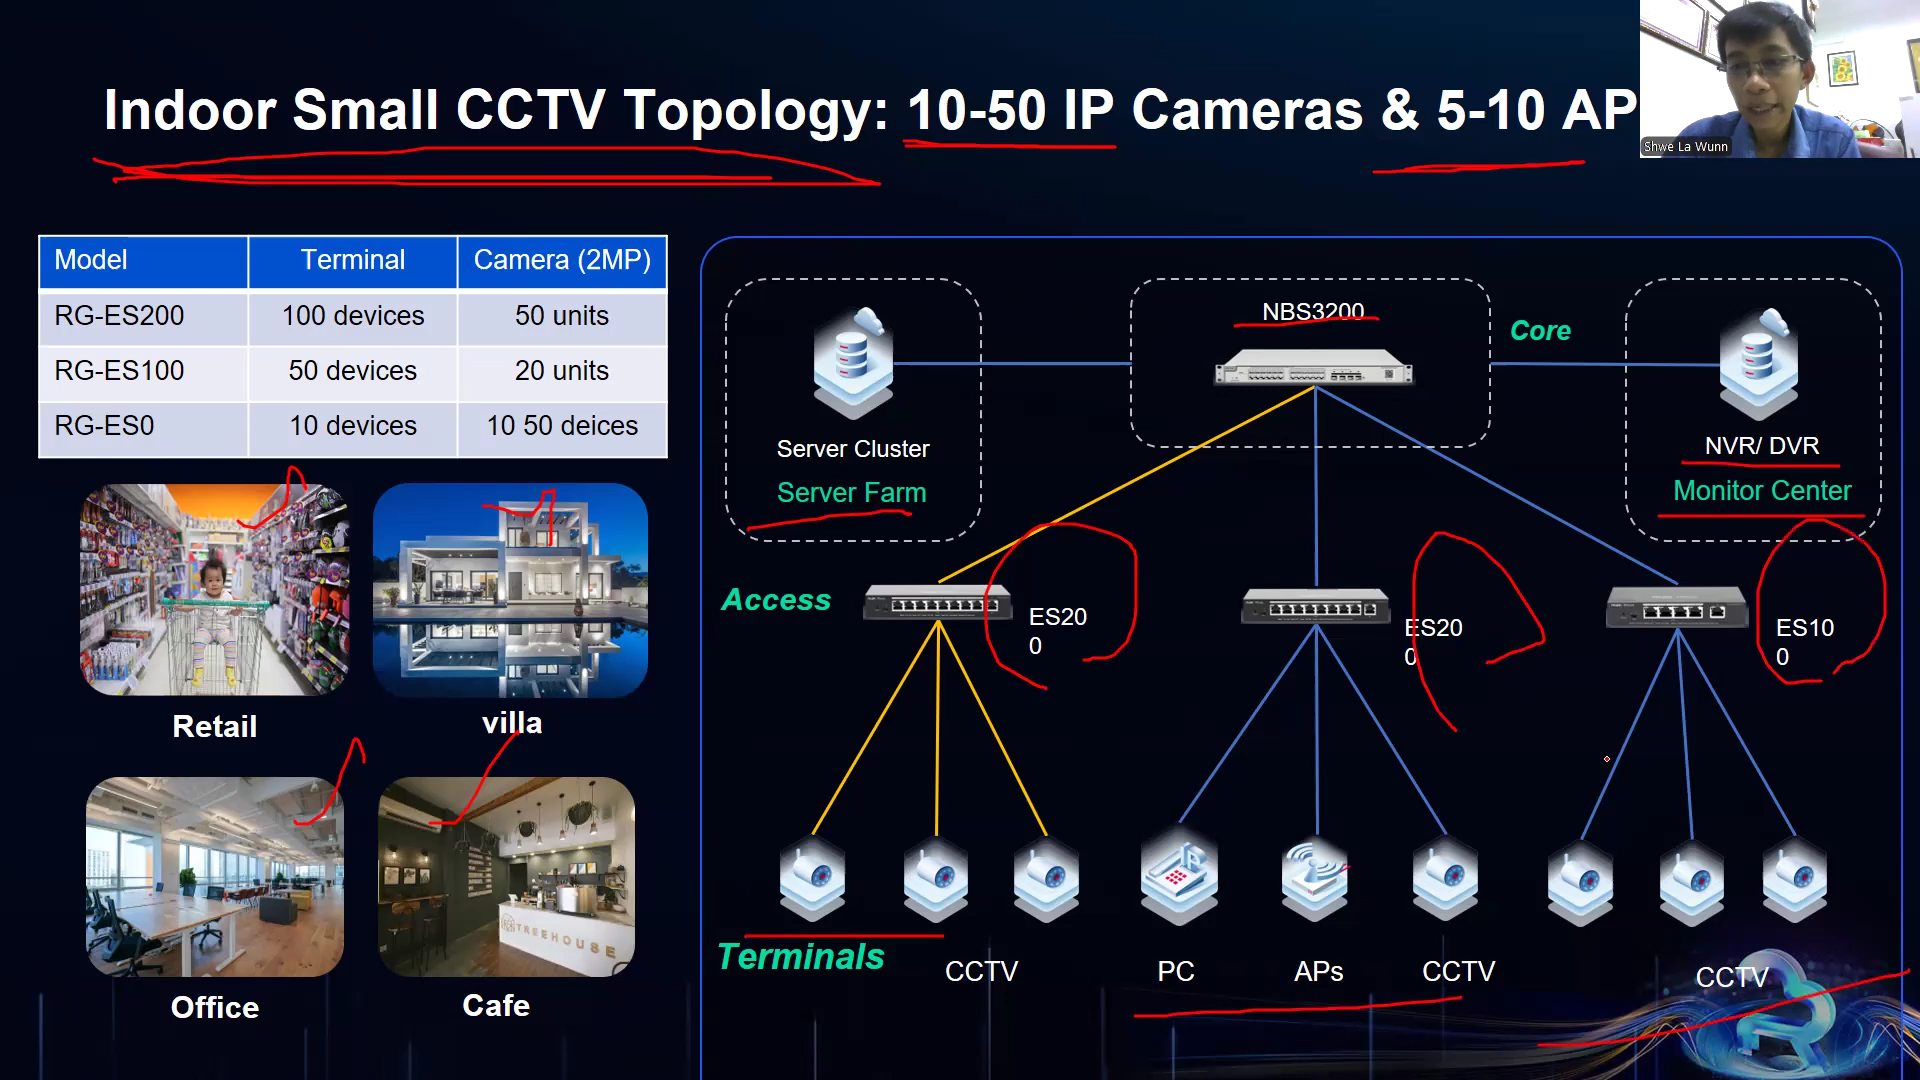 Indoor Small CCTV Topology: 10-50 IP Cameras & 5-10 AP
Shwe La Wunn
Model Terminal Camera (2MP)
RG-ES200 100 devices 50 units
RG-ES100 50 devices 20 units
RG-ES0 10 devices 10 50 deices
Retail
villa
Office
Cafe
TREEHOUSE
NBS3200
Core
Server Cluster
Server Farm
NVR/ DVR
Monitor Center
Access
ES20
0
ES20
0
ES10
0
Terminals
CCTV
PC
APs
CCTV
CCTV